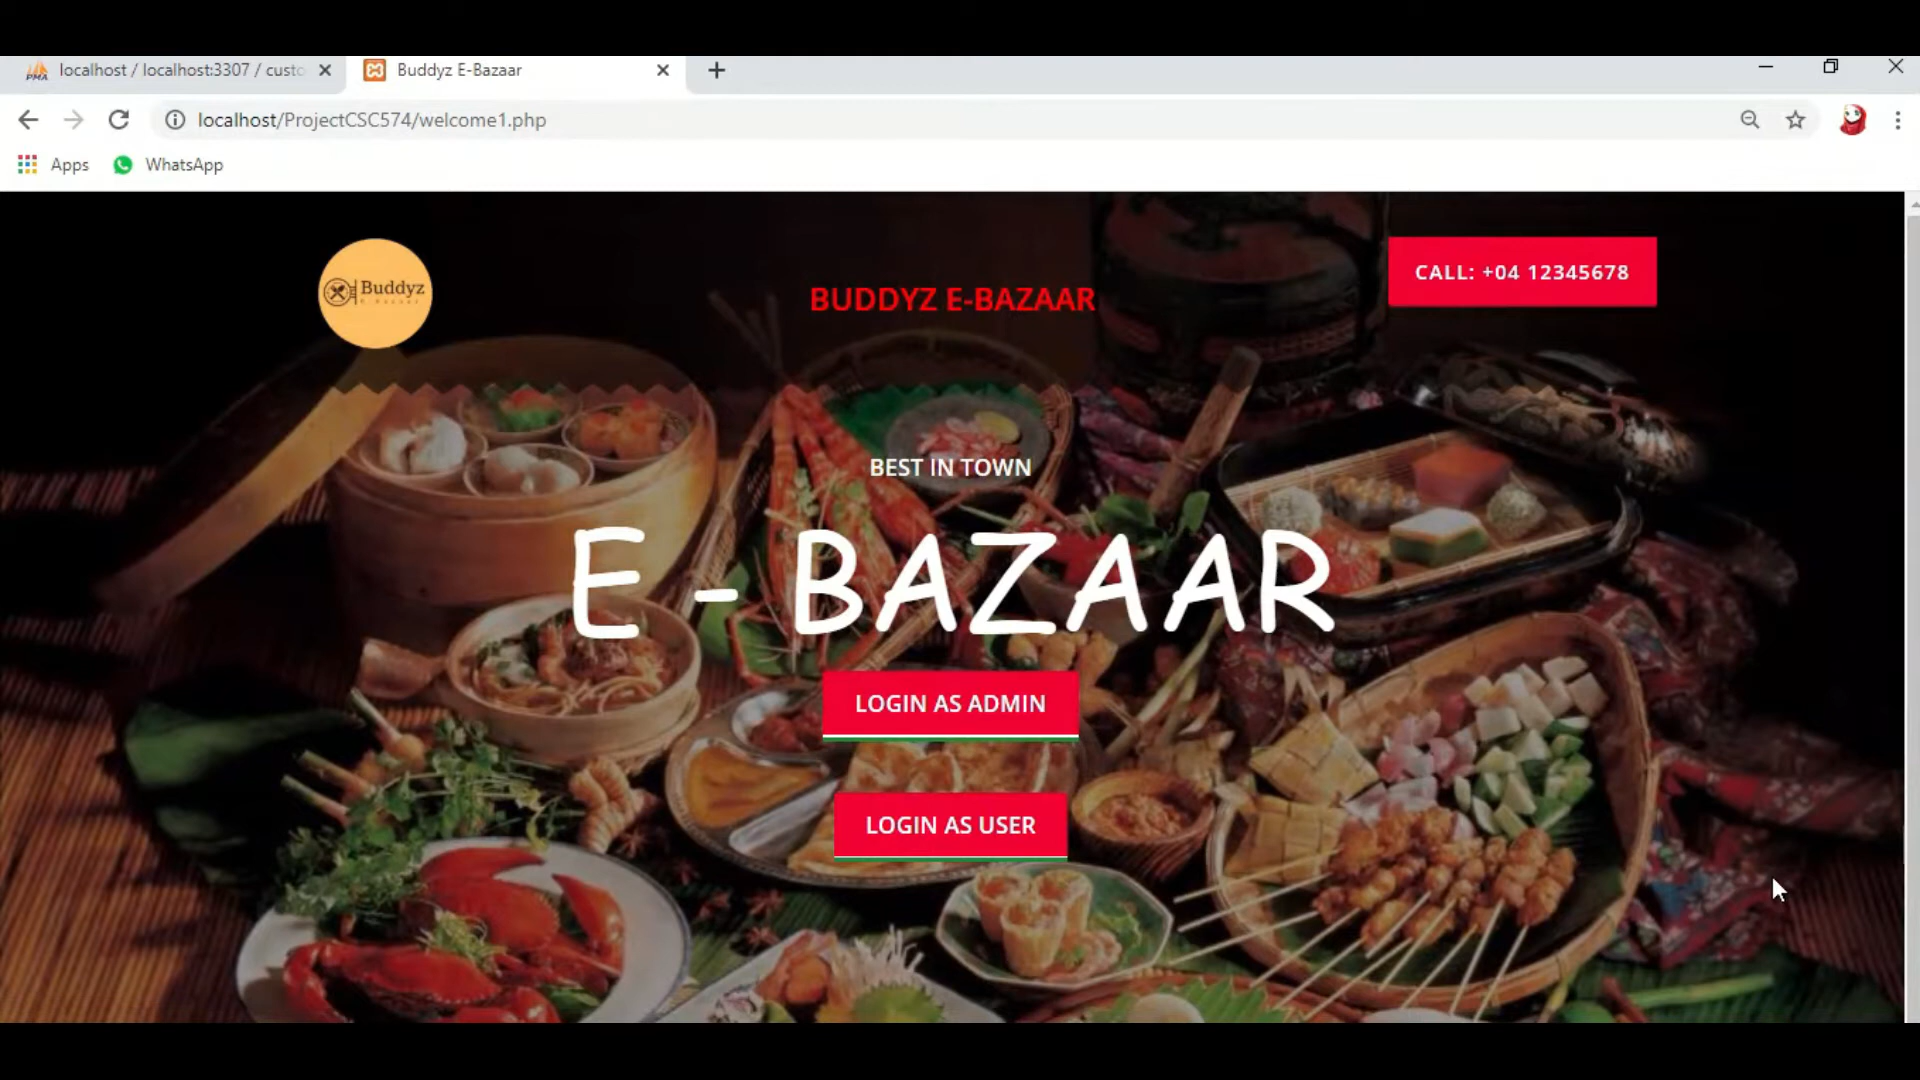 PMA
localhost / localhost:3307 / custo
Buddyz E-Bazaar
localhost/ProjectCSC574/welcome1.php
Apps
WhatsApp
Buddyz
BUDDYZ E-BAZAAR
CALL: +04 12345678
BEST IN TOWN
E - BAZAAR
LOGIN AS ADMIN
LOGIN AS USER